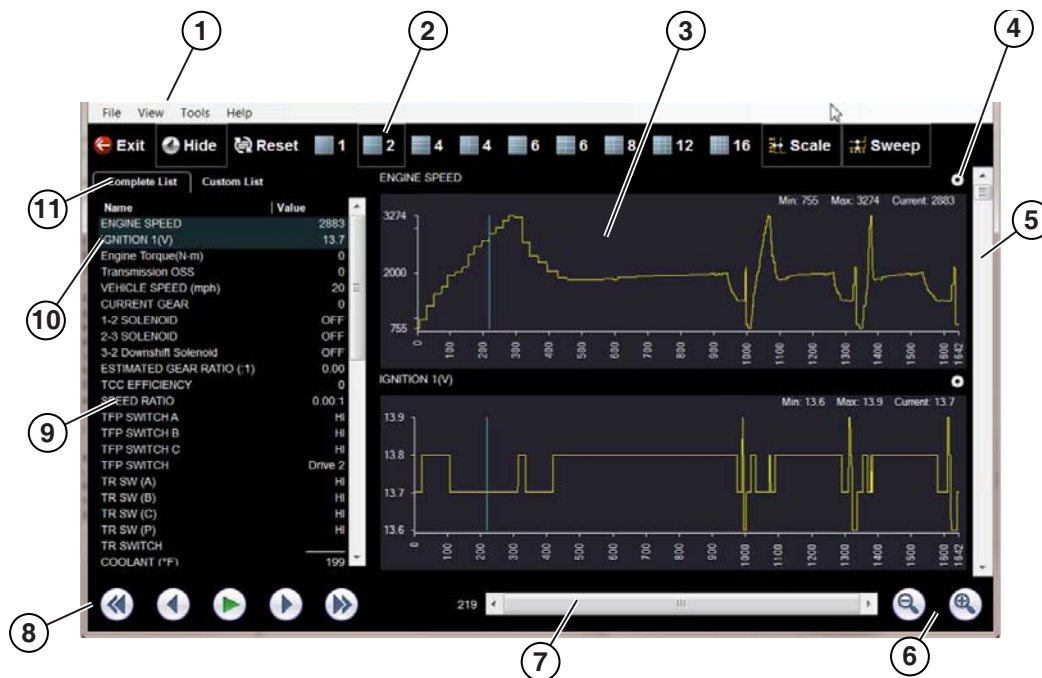 1
2
3
4
File View Tools Help
Exit Hide Reset 1 2 4 4 6 6 8 12 16 Scale Sweep
11
Complete List Custom List
Name Value
ENGINE SPEED 2883
IGNITION 1(V) 13.7
Engine Torque(N-m) 0
Transmission OSS 0
VEHICLE SPEED (mph) 20
CURRENT GEAR 0
1-2 SOLENOID OFF
2-3 SOLENOID OFF
3-2 Downshift Solenoid OFF
ESTIMATED GEAR RATIO (:1) 0.00
TCC EFFICIENCY 0
SPEED RATIO 0.00:1
TFP SWITCH A HI
TFP SWITCH B HI
TFP SWITCH C HI
TFP SWITCH Drive 2
TR SW (A) HI
TR SW (B) HI
TR SW (C) HI
TR SW (P) HI
TR SWITCH
COOLANT (°F) 199
10
9
ENGINE SPEED
Min: 755 Max: 3274 Current: 2883
3274
2000
755
0 100 200 300 400 500 600 700 800 900 1000 1100 1200 1300 1400 1500 1600 1642
5
IGNITION 1(V)
Min: 13.6 Max: 13.9 Current: 13.7
13.9
13.8
13.7
13.6
0 100 200 300 400 500 600 700 800 900 1000 1100 1200 1300 1400 1500 1600 1642
219
8
7
6